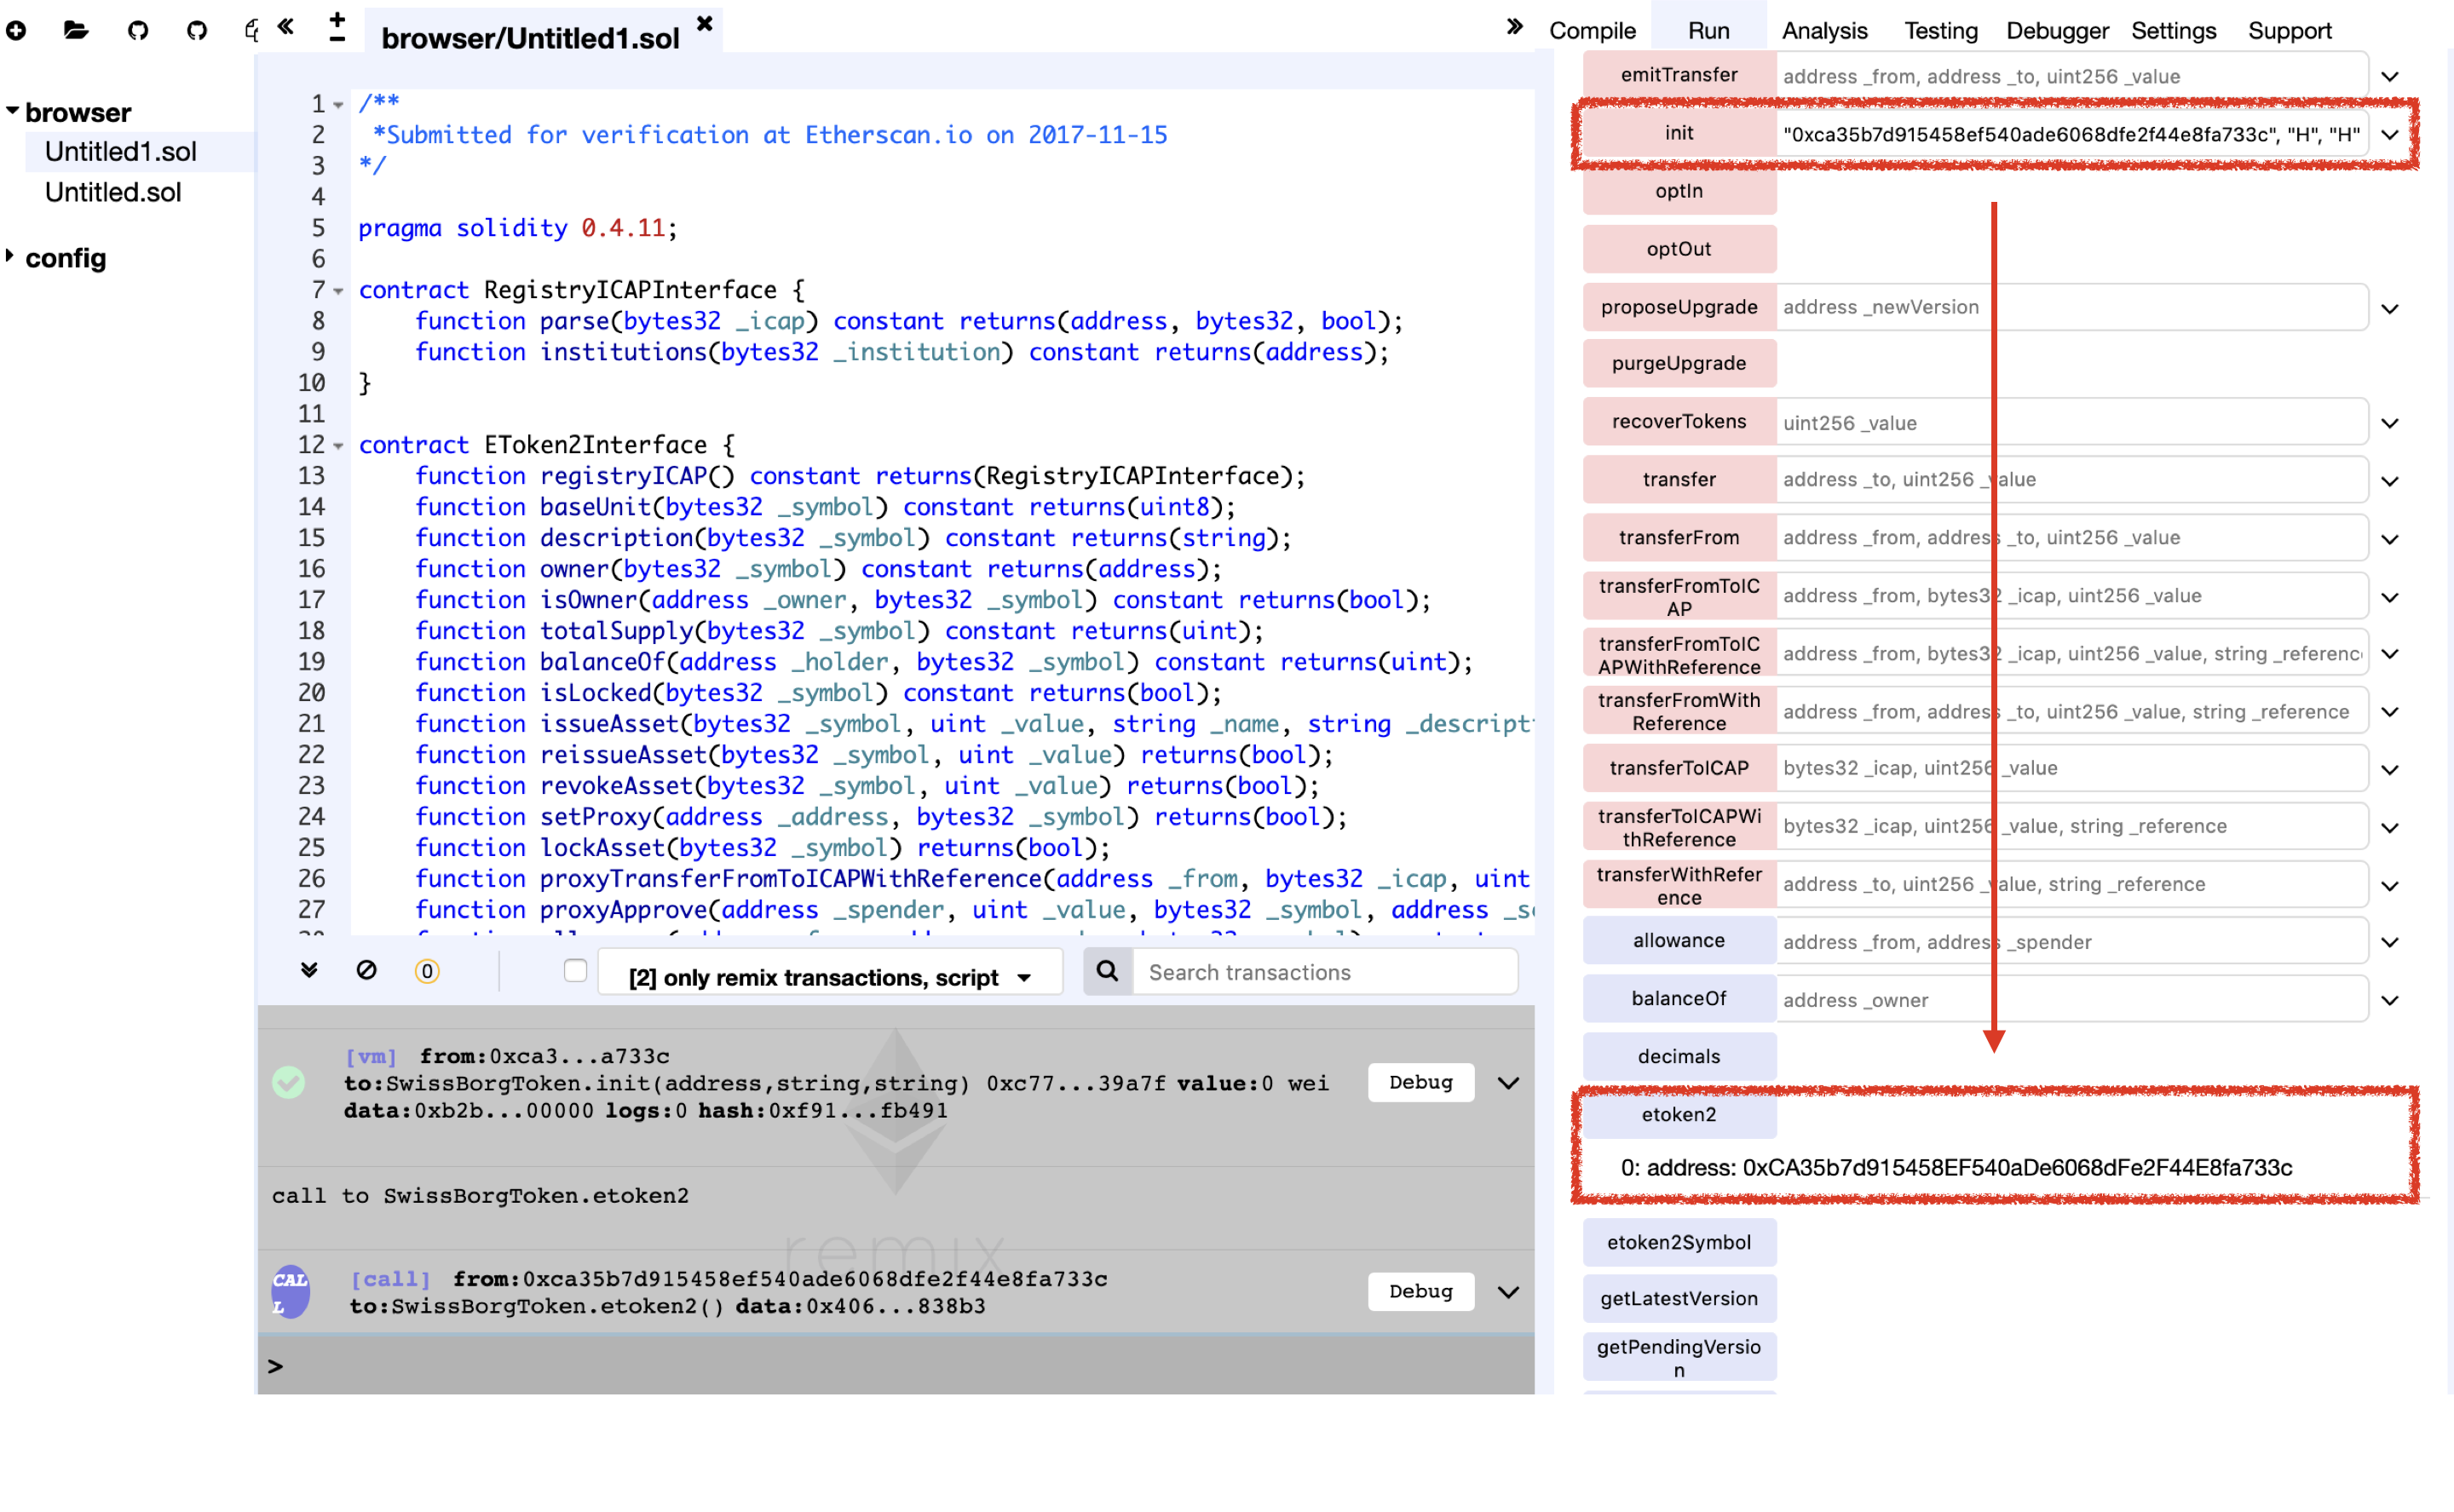 browser/Untitled1.sol
browser
Untitled1.sol
Untitled.sol
config
1 /**
2 *Submitted for verification at Etherscan.io on 2017-11-15
3 */
4
5 pragma solidity 0.4.11;
6
7 contract RegistryICAPInterface {
8 function parse(bytes32 _icap) constant returns(address, bytes32, bool);
9 function institutions(bytes32 _institution) constant returns(address);
10 }
11
12 contract EToken2Interface {
13 function registryICAP() constant returns(RegistryICAPInterface);
14 function baseUnit(bytes32 _symbol) constant returns(uint8);
15 function description(bytes32 _symbol) constant returns(string);
16 function owner(bytes32 _symbol) constant returns(address);
17 function isOwner(address _owner, bytes32 _symbol) constant returns(bool);
18 function totalSupply(bytes32 _symbol) constant returns(uint);
19 function balanceOf(address _holder, bytes32 _symbol) constant returns(uint);
20 function isLocked(bytes32 _symbol) constant returns(bool);
21 function issueAsset(bytes32 _symbol, uint _value, string _name, string _descript
22 function reissueAsset(bytes32 _symbol, uint _value) returns(bool);
23 function revokeAsset(bytes32 _symbol, uint _value) returns(bool);
24 function setProxy(address _address, bytes32 _symbol) returns(bool);
25 function lockAsset(bytes32 _symbol) returns(bool);
26 function proxyTransferFromToICAPWithReference(address _from, bytes32 _icap, uint
27 function proxyApprove(address _spender, uint _value, bytes32 _symbol, address _s
0
[2] only remix transactions, script
Search transactions
[vm] from:0xca3...a733c
to:SwissBorgToken.init(address,string,string) 0xc77...39a7f value:0 wei
data:0xb2b...00000 logs:0 hash:0xf91...fb491
Debug
call to SwissBorgToken.etoken2
remix
CAL
L
[call] from:0xca35b7d915458ef540ade6068dfe2f44e8fa733c
to:SwissBorgToken.etoken2() data:0x406...838b3
Debug
>
Compile Run Analysis Testing Debugger Settings Support
emitTransfer address _from, address _to, uint256 _value
init "0xca35b7d915458ef540ade6068dfe2f44e8fa733c", "H", "H"
optIn
optOut
proposeUpgrade address _newVersion
purgeUpgrade
recoverTokens uint256 _value
transfer address _to, uint256 _value
transferFrom address _from, address _to, uint256 _value
transferFromToIC
AP
address _from, bytes32 _icap, uint256 _value
transferFromToIC
APWithReference
address _from, bytes32 _icap, uint256 _value, string _referenc
transferFromWith
Reference
address _from, address _to, uint256 _value, string _reference
transferToICAP bytes32 _icap, uint256 _value
transferToICAPWi
thReference
bytes32 _icap, uint256 _value, string _reference
transferWithRefer
ence
address _to, uint256 _value, string _reference
allowance address _from, address _spender
balanceOf address _owner
decimals
etoken2
0: address: 0xCA35b7d915458EF540aDe6068dFe2F44E8fa733c
etoken2Symbol
getLatestVersion
getPendingVersio
n